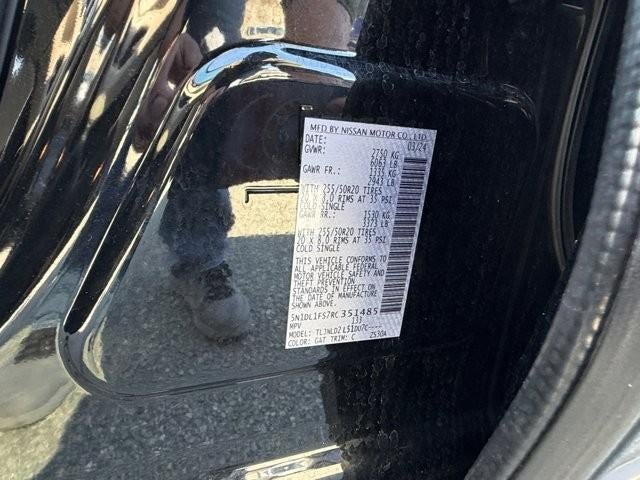 MFD BY NISSAN MOTOR CO., LTD.
DATE: 03/24
GVWR: 2750 KG
6063 LB
GAWR FR.: 1335 KG
2943 LB
WITH 255/50R20 TIRES
20 X 8.0 RIMS AT 35 PSI
COLD SINGLE
GAWR RR.: 1530 KG
3373 LB
WITH 255/50R20 TIRES
20 X 8.0 RIMS AT 35 PSI
COLD SINGLE
THIS VEHICLE CONFORMS TO
ALL APPLICABLE FEDERAL
MOTOR VEHICLE SAFETY AND
THEFT PREVENTION
STANDARDS IN EFFECT ON
THE DATE OF MANUFACTURE
SHOWN ABOVE.
5N1DL1FS7RC351485
MPV 133
MODEL:
COLOR: GAT TRIM: C